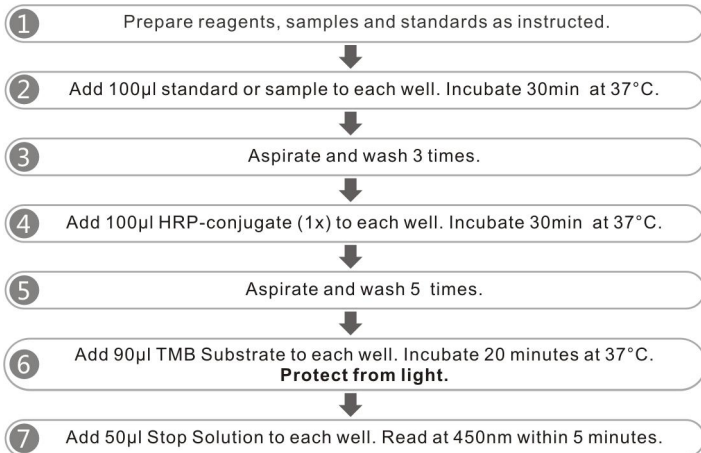 1 Prepare reagents, samples and standards as instructed.
2 Add 100μl standard or sample to each well. Incubate 30min at 37°C.
3 Aspirate and wash 3 times.
4 Add 100μl HRP-conjugate (1x) to each well. Incubate 30min at 37°C.
5 Aspirate and wash 5 times.
6 Add 90μl TMB Substrate to each well. Incubate 20 minutes at 37°C.
Protect from light.
7 Add 50μl Stop Solution to each well. Read at 450nm within 5 minutes.